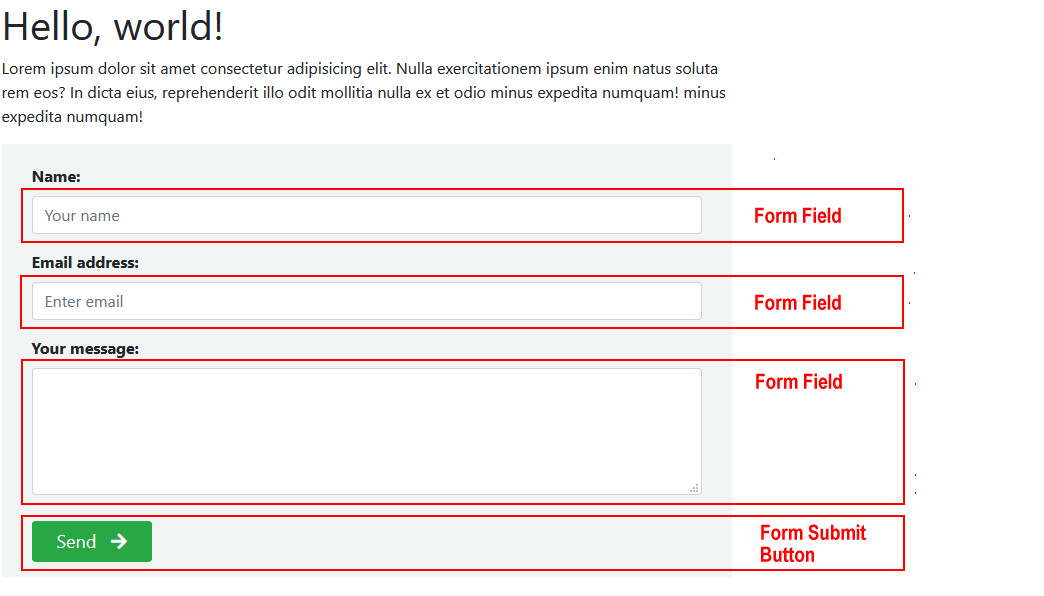 Hello, world!
Lorem ipsum dolor sit amet consectetur adipisicing elit. Nulla exercitationem ipsum enim natus soluta
rem eos? In dicta eius, reprehenderit illo odit mollitia nulla ex et odio minus expedita numquam! minus
expedita numquam!
Name:
Your name
Form Field
Email address:
Enter email
Form Field
Your message:
Form Field
Send
Form Submit
Button